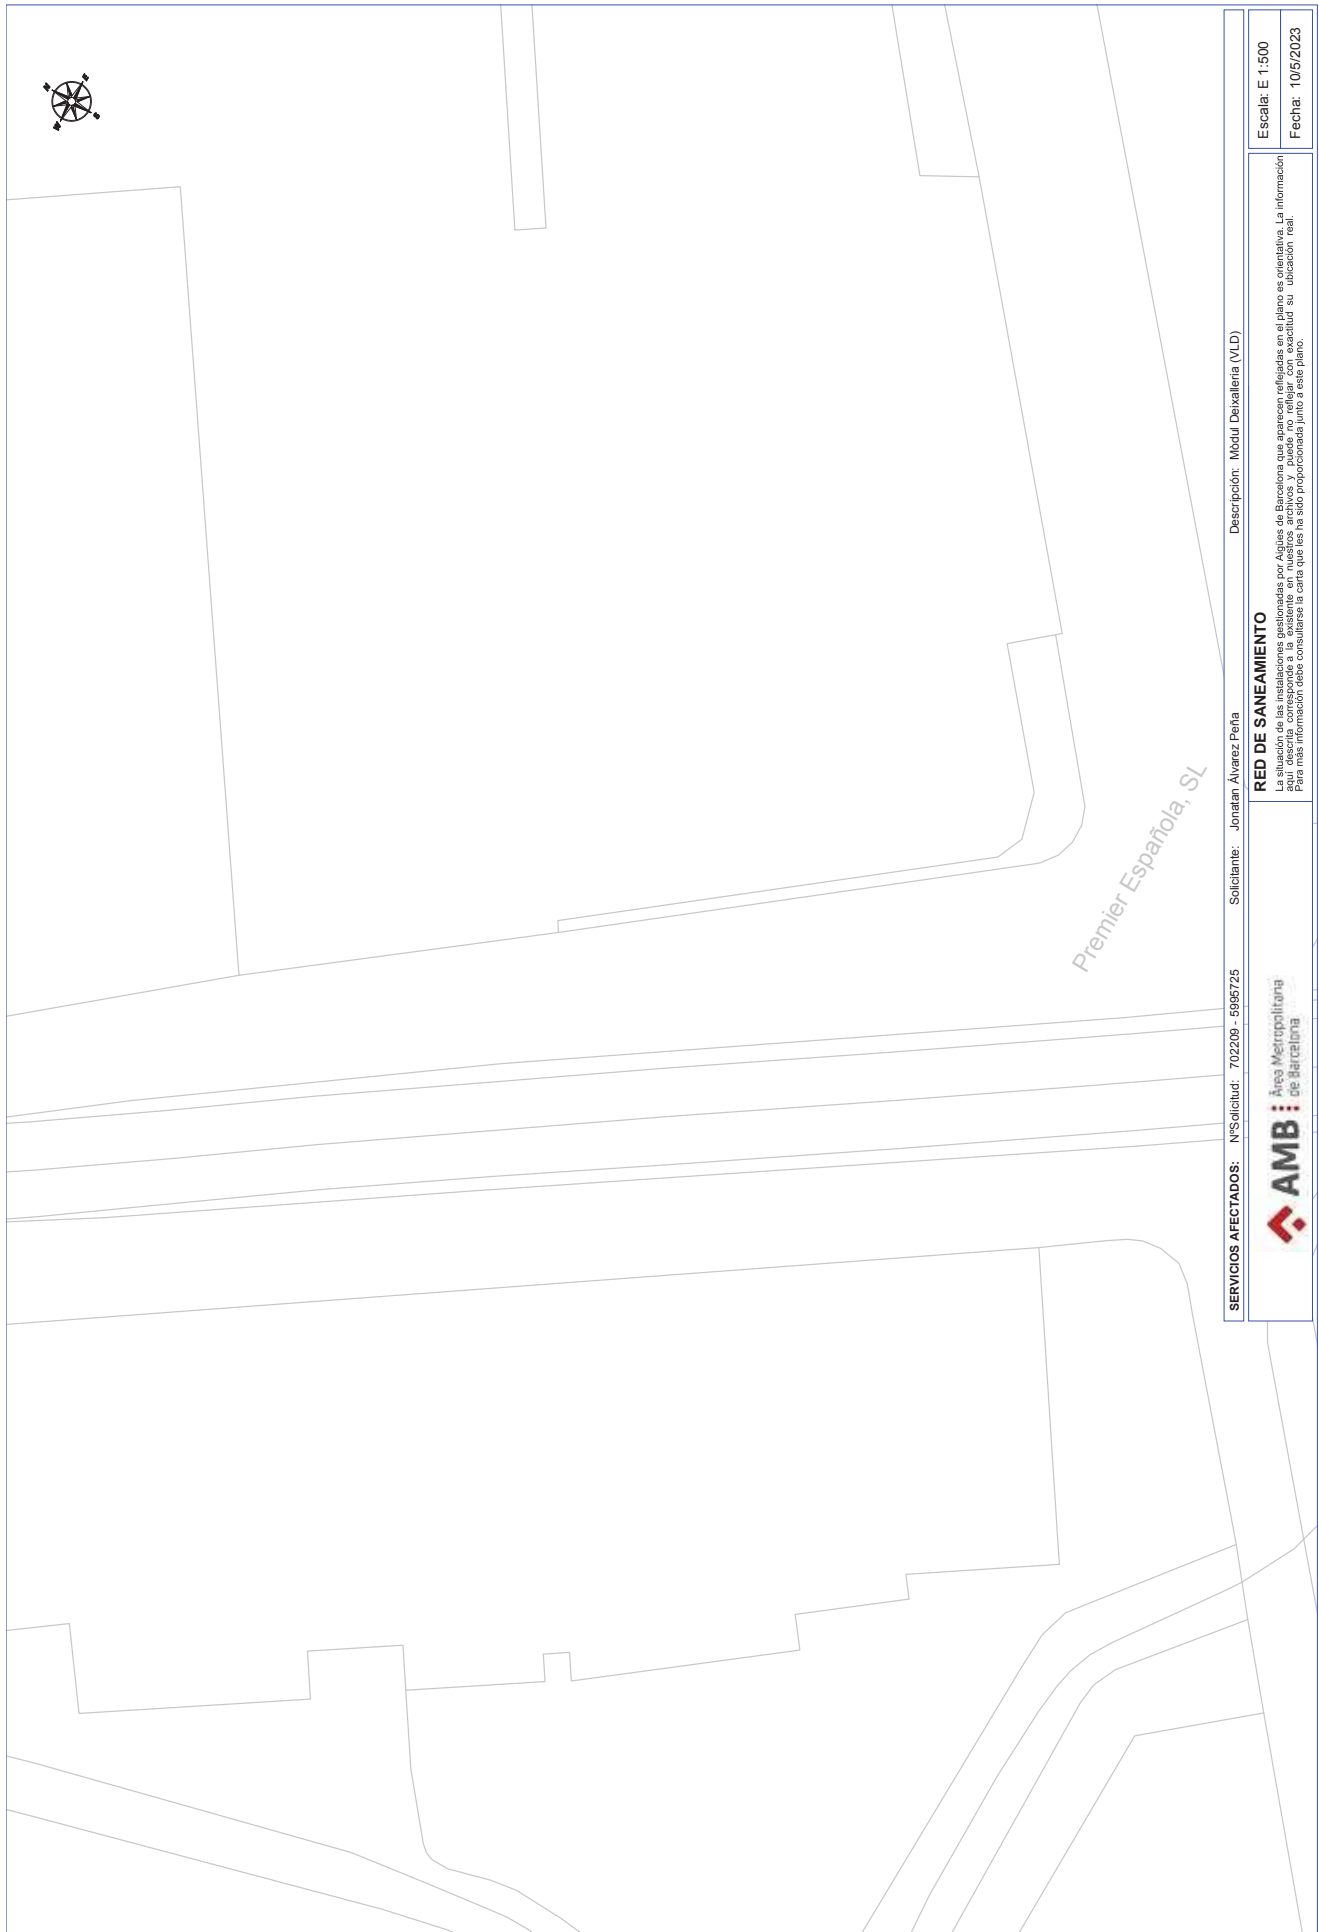 Premier Española, SL
SERVICIOS AFECTADOS: NºSolicitud: 702209 - 5995725 Solicitante: Jonatan Álvarez Peña Descripción: Mòdul Deixalleria (VLD)
AMB Àrea Metropolitana
de Barcelona
RED DE SANEAMIENTO
La situación de las instalaciones gestionadas por Aigües de Barcelona que aparecen reflejadas en el plano es orientativa. La información
aquí descrita corresponde a la existente en nuestros archivos y puede no reflejar con exactitud su ubicación real.
Para más información debe consultarse la carta que les ha sido proporcionada junto a este plano.
Escala: E 1:500
Fecha: 10/5/2023